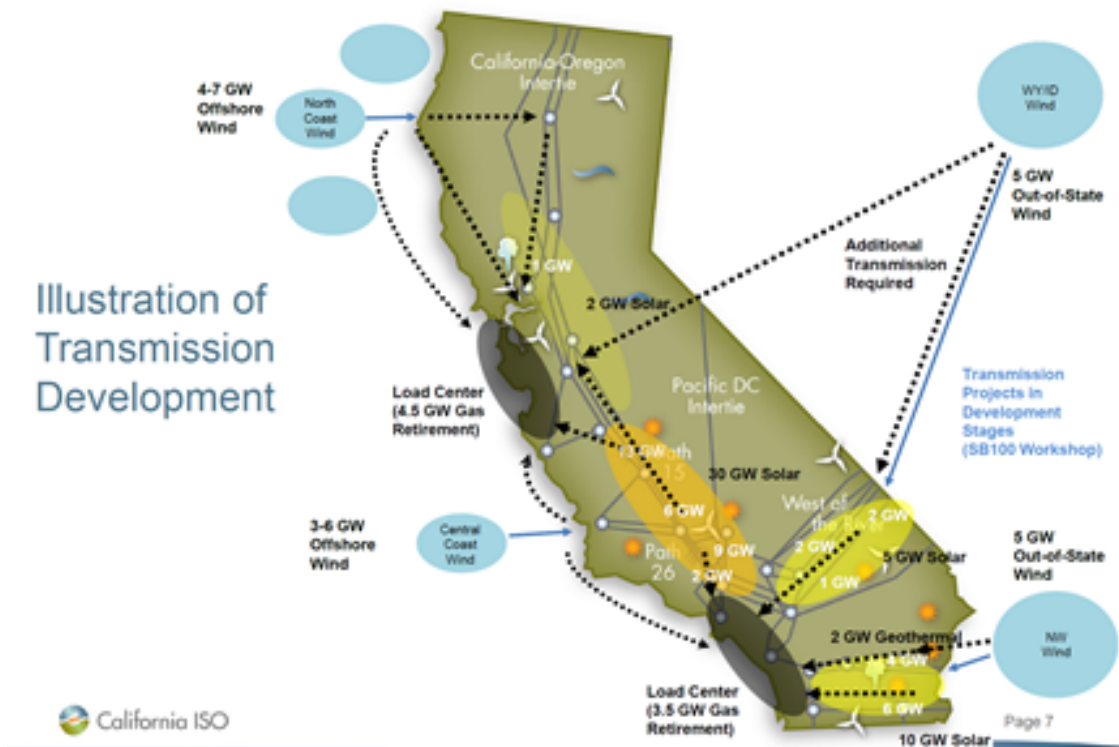 California-Oregon
Intertie
4-7 GW
Offshore
Wind
North
Coast
Wind
WY/ID
Wind
5 GW
Out-of-State
Wind
Additional
Transmission
Required
1 GW
2 GW Solar
Illustration of
Transmission
Development
Load Center
(4.5 GW Gas
Retirement)
Pacific DC
Intertie
Transmission
Projects in
Development
Stages
(SB100 Workshop)
13 GW
Path
15
30 GW Solar
6 GW
West of
the River
2 GW
3-6 GW
Offshore
Wind
Central
Coast
Wind
Path
26
9 GW
2 GW
2 GW
1 GW
5 GW Solar
5 GW
Out-of-State
Wind
2 GW Geothermal
NW
Wind
4 GW
6 GW
Load Center
(3.5 GW Gas
Retirement)
10 GW Solar
California ISO
Page 7